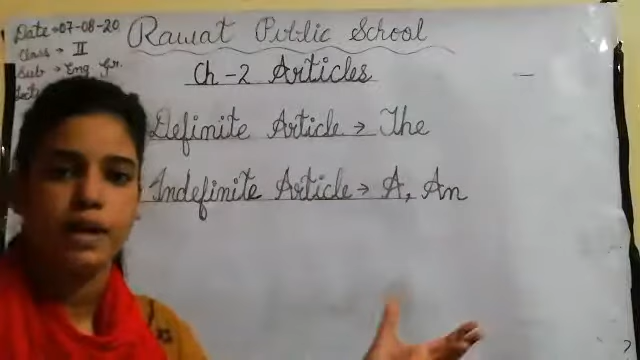 Date → 07-08-20
Class → II
Sub → Eng. Gr.
Rawat Public School
Ch-2 Articles
Definite Article → The
Indefinite Article → A, An